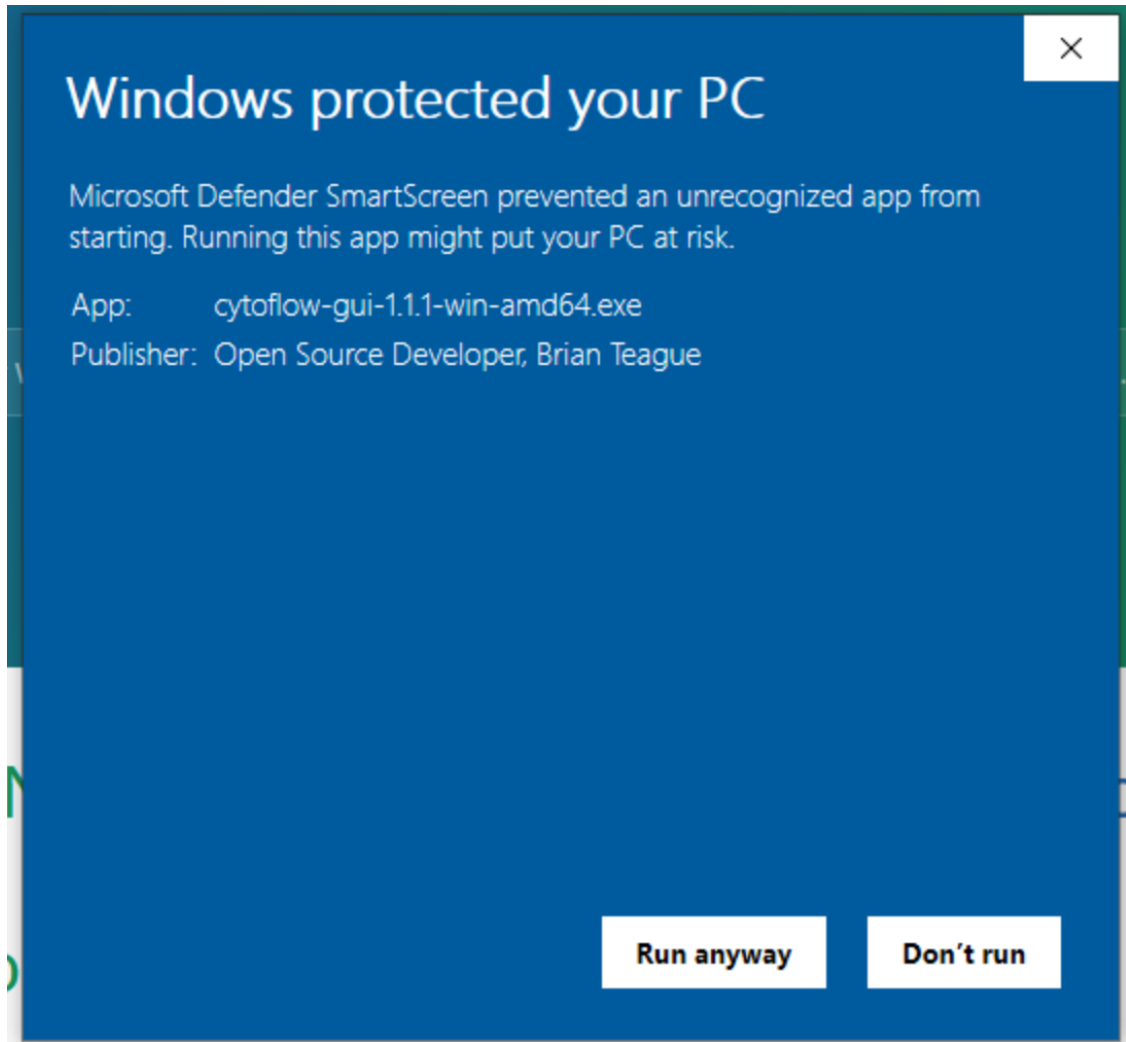 Windows protected your PC
Microsoft Defender SmartScreen prevented an unrecognized app from
starting. Running this app might put your PC at risk.
App: cytoflow-gui-1.1.1-win-amd64.exe
Publisher: Open Source Developer, Brian Teague
Run anyway Don't run